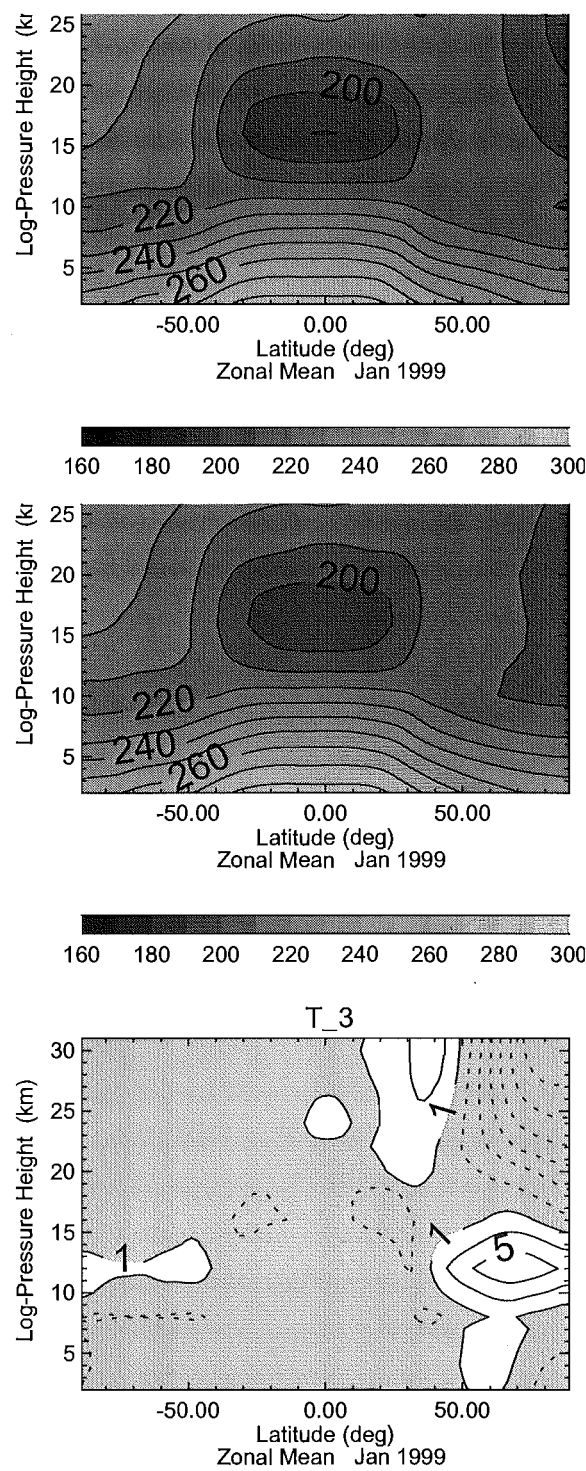 25
20
15
10
5
Log-Pressure Height (kr
200
220
240
260
-50.00 0.00 50.00
Latitude (deg)
Zonal Mean Jan 1999
160 180 200 220 240 260 280 300
25
20
15
10
5
Log-Pressure Height (kr
200
220
240
260
-50.00 0.00 50.00
Latitude (deg)
Zonal Mean Jan 1999
160 180 200 220 240 260 280 300
T_3
30
25
20
15
10
5
Log-Pressure Height (km)
1
1
1
5
-50.00 0.00 50.00
Latitude (deg)
Zonal Mean Jan 1999